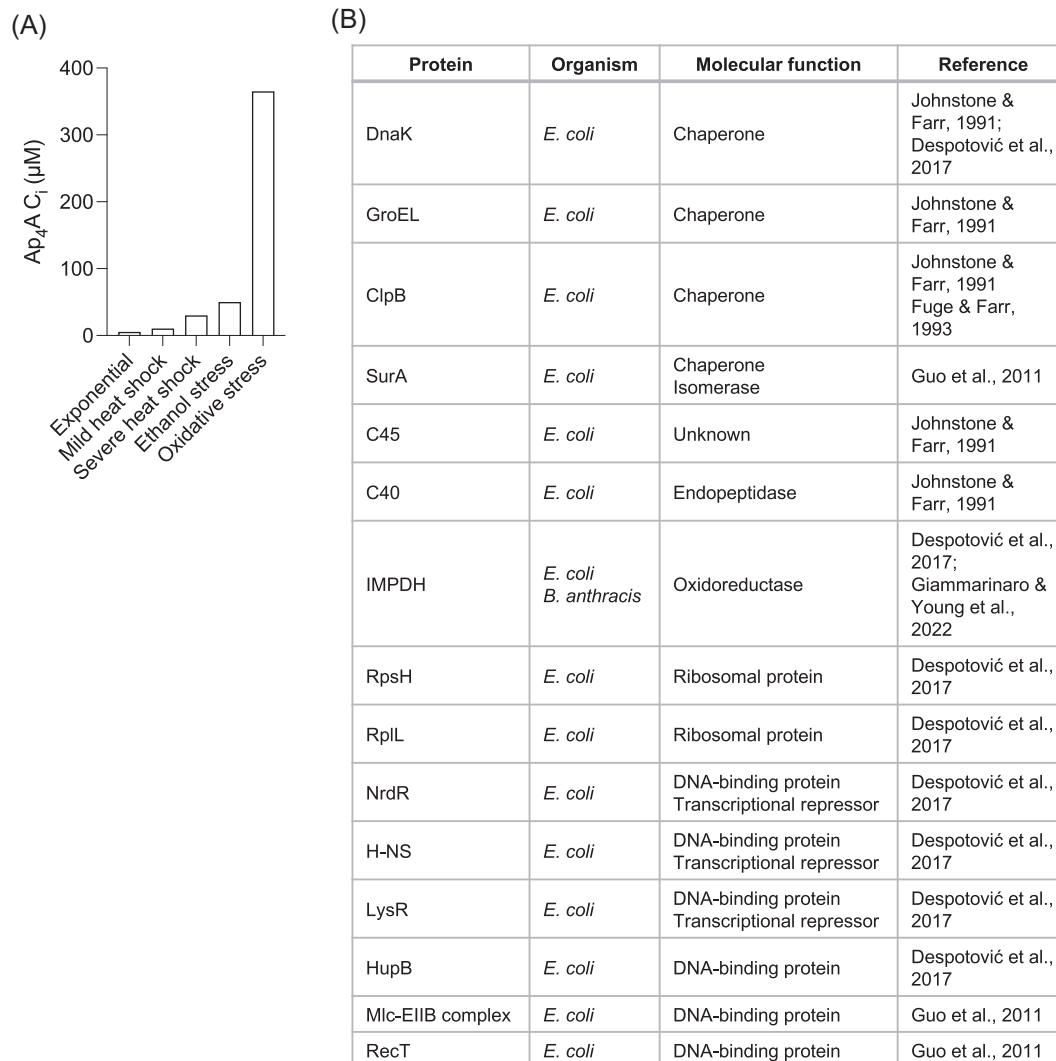 (A)
400
300
200
100
0
Ap4A Ci (µM)
Exponential
Mild heat shock
Severe heat shock
Ethanol stress
Oxidative stress
(B)
Protein Organism Molecular function Reference
DnaK E. coli Chaperone Johnstone &
Farr, 1991;
Despotović et al.,
2017
GroEL E. coli Chaperone Johnstone &
Farr, 1991
ClpB E. coli Chaperone Johnstone &
Farr, 1991
Fuge & Farr,
1993
SurA E. coli Chaperone
Isomerase Guo et al., 2011
C45 E. coli Unknown Johnstone &
Farr, 1991
C40 E. coli Endopeptidase Johnstone &
Farr, 1991
IMPDH E. coli
B. anthracis Oxidoreductase Despotović et al.,
2017;
Giammarinaro &
Young et al.,
2022
RpsH E. coli Ribosomal protein Despotović et al.,
2017
RplL E. coli Ribosomal protein Despotović et al.,
2017
NrdR E. coli DNA-binding protein
Transcriptional repressor Despotović et al.,
2017
H-NS E. coli DNA-binding protein
Transcriptional repressor Despotović et al.,
2017
LysR E. coli DNA-binding protein
Transcriptional repressor Despotović et al.,
2017
HupB E. coli DNA-binding protein Despotović et al.,
2017
Mlc-EIIB complex E. coli DNA-binding protein Guo et al., 2011
RecT E. coli DNA-binding protein Guo et al., 2011